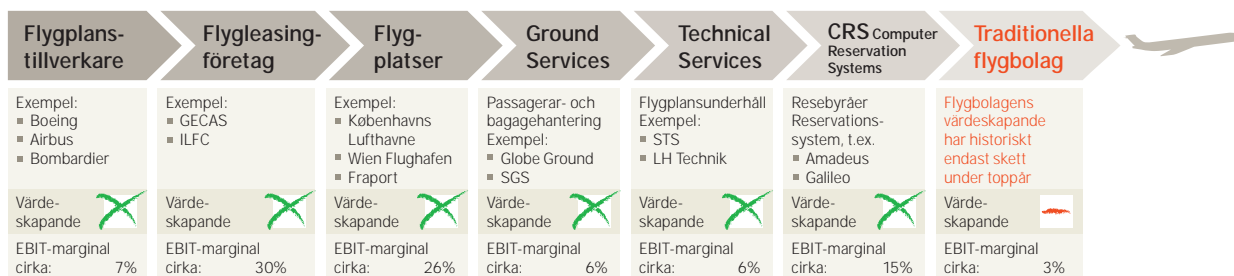 Flygplans-
tillverkare
Exempel:
Boeing
Airbus
Bombardier
Värde-
skapande
EBIT-marginal
cirka: 7%
Flygleasing-
företag
Exempel:
GECAS
ILFC
Värde-
skapande
EBIT-marginal
cirka: 30%
Flyg-
platser
Exempel:
Københavns
Lufthavne
Wien Flughafen
Fraport
Värde-
skapande
EBIT-marginal
cirka: 26%
Ground
Services
Passagerar- och
bagagehantering
Exempel:
Globe Ground
SGS
Värde-
skapande
EBIT-marginal
cirka: 6%
Technical
Services
Flygplansunderhåll
Exempel:
STS
LH Technik
Värde-
skapande
EBIT-marginal
cirka: 6%
CRS Computer
Reservation
Systems
Resebyråer
Reservations-
system, t.ex.
Amadeus
Galileo
Värde-
skapande
EBIT-marginal
cirka: 15%
Traditionella
flygbolag
Flygbolagens
värdeskapande
har historiskt
endast skett
under toppår
Värde-
skapande
EBIT-marginal
cirka: 3%